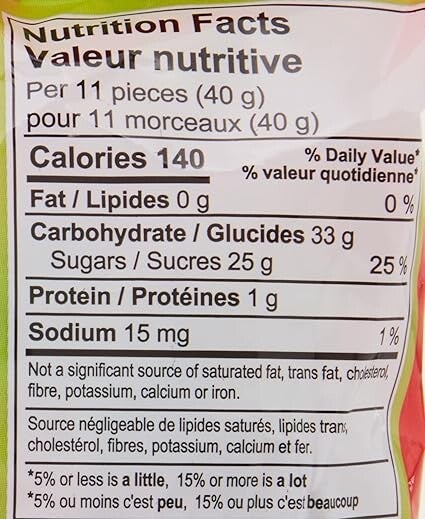 Nutrition Facts
Valeur nutritive
Per 11 pieces (40 g)
pour 11 morceaux (40 g)
Calories 140
% Daily Value*
% valeur quotidienne*
Fat / Lipides 0 g 0 %
Carbohydrate / Glucides 33 g
Sugars / Sucres 25 g 25 %
Protein / Protéines 1 g
Sodium 15 mg 1 %
Not a significant source of saturated fat, trans fat, cholesterol,
fibre, potassium, calcium or iron.
Source négligeable de lipides saturés, lipides trans,
cholestérol, fibres, potassium, calcium et fer.
*5% or less is a little, 15% or more is a lot
*5% ou moins c'est peu, 15% ou plus c'est beaucoup